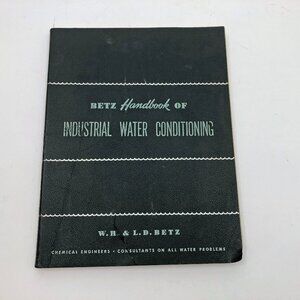 BETZ Handbook OF
INDUSTRIAL WATER CONDITIONING
W. H. & L. D. BETZ
CHEMICAL ENGINEERS · CONSULTANTS ON ALL WATER PROBLEMS